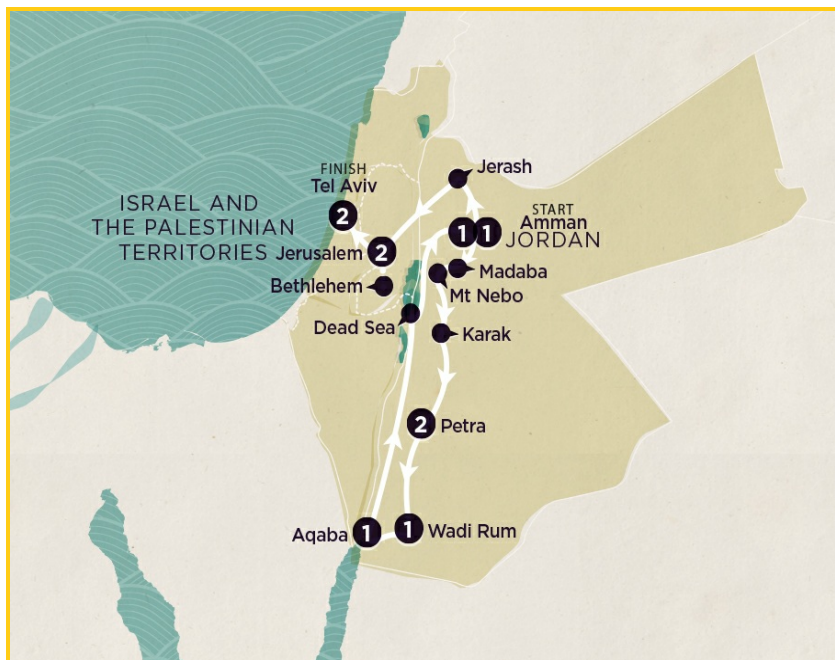 Jerash
FINISH
Tel Aviv
2
ISRAEL AND
THE PALESTINIAN
TERRITORIES
START
Amman
1 1
JORDAN
Jerusalem
2
Madaba
Bethlehem
Mt Nebo
Dead Sea
Karak
2
Petra
Aqaba
1
1
Wadi Rum